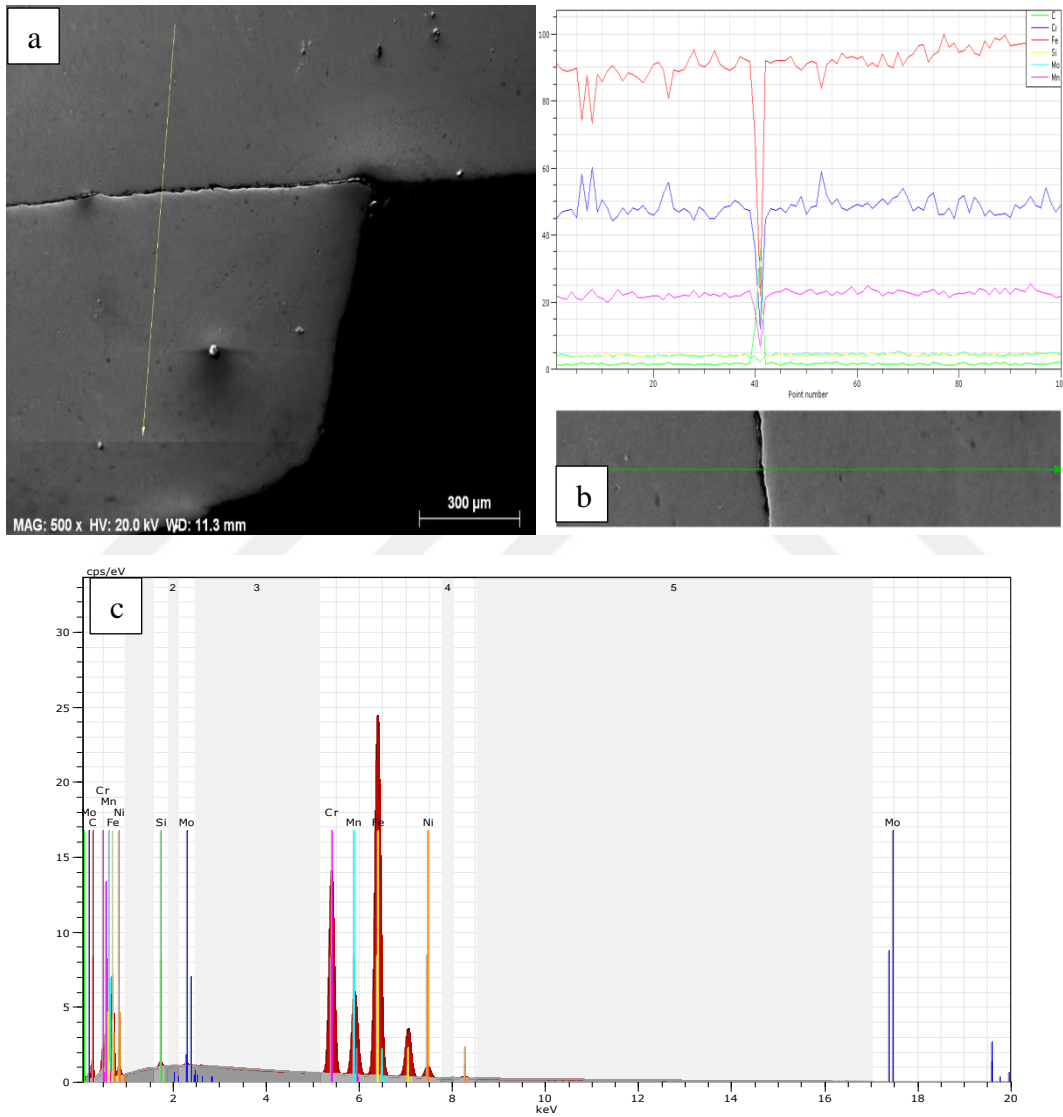 a
300 µm
MAG: 500 x HV: 20.0 kV WD: 11.3 mm
100
80
60
40
20
0
20
40
60
80
100
Point number
C
Cr
Fe
Si
Mo
Mn
b
cps/eV
c
2
3
4
5
30
25
20
15
10
5
0
Cr
Mn
Mo
Ni
C
Fe
Si
Mo
Cr
Mn
Fe
Ni
Mo
2
4
6
8
10
12
14
16
18
20
keV